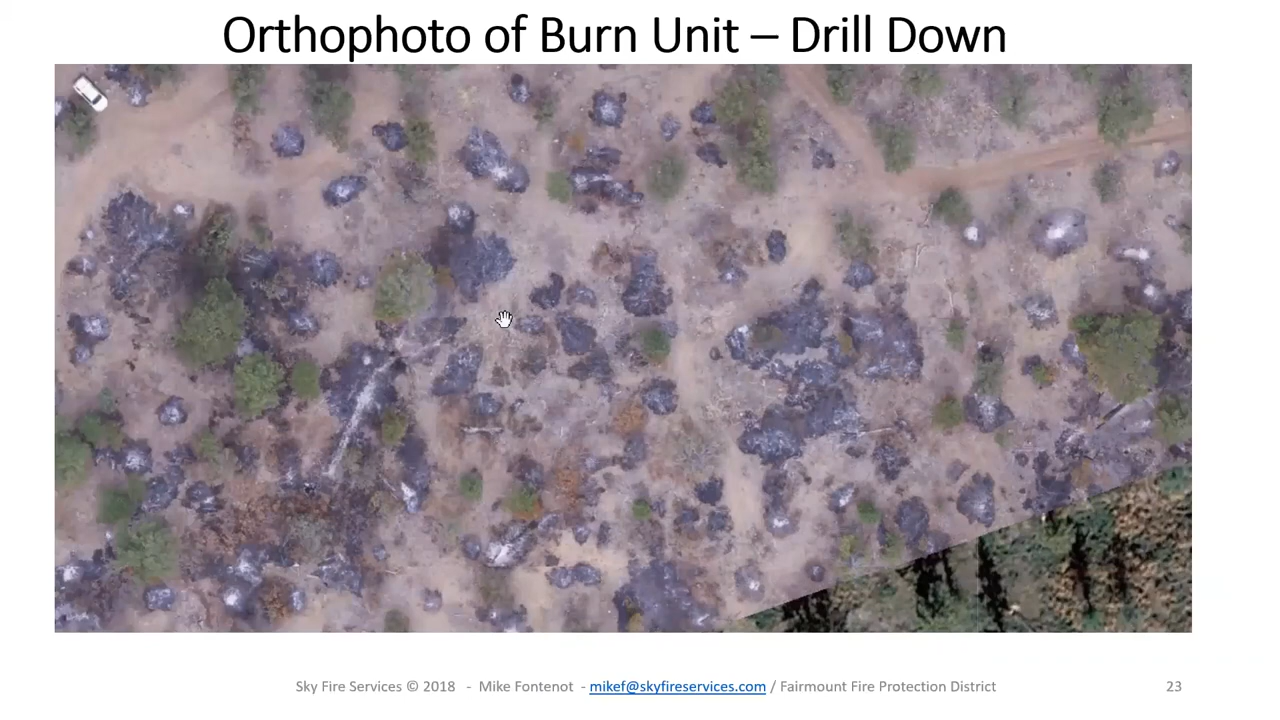 Orthophoto of Burn Unit – Drill Down
Sky Fire Services © 2018 - Mike Fontenot - mikef@skyfireservices.com / Fairmount Fire Protection District
23